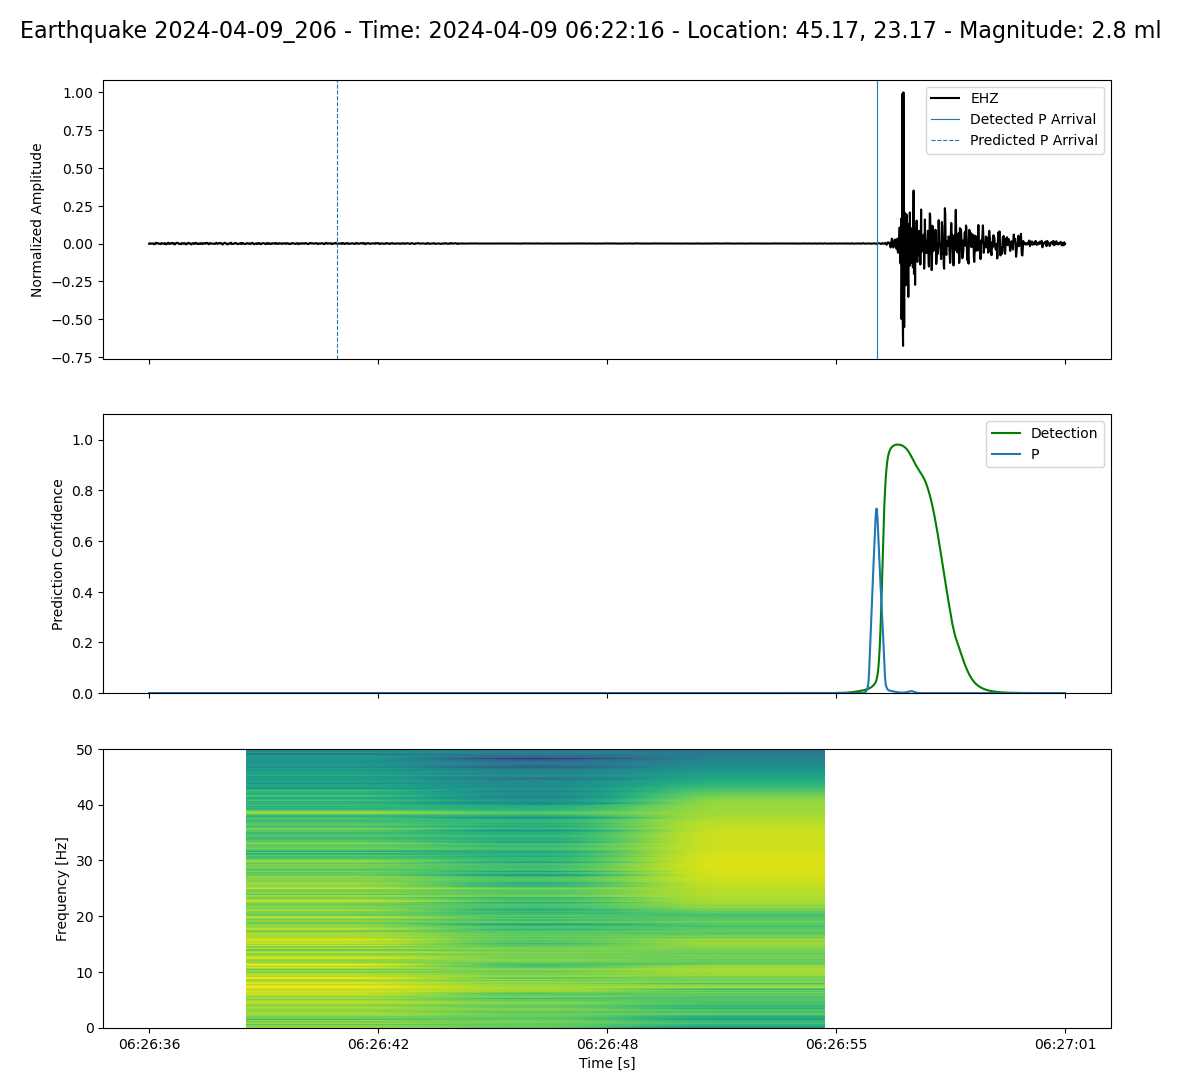 Earthquake 2024-04-09_206 - Time: 2024-04-09 06:22:16 - Location: 45.17, 23.17 - Magnitude: 2.8 ml
Normalized Amplitude
1.00
0.75
0.50
0.25
0.00
−0.25
−0.50
−0.75
EHZ
Detected P Arrival
Predicted P Arrival
Prediction Confidence
1.0
0.8
0.6
0.4
0.2
0.0
Detection
P
Frequency [Hz]
50
40
30
20
10
0
06:26:36 06:26:42 06:26:48 06:26:55 06:27:01
Time [s]